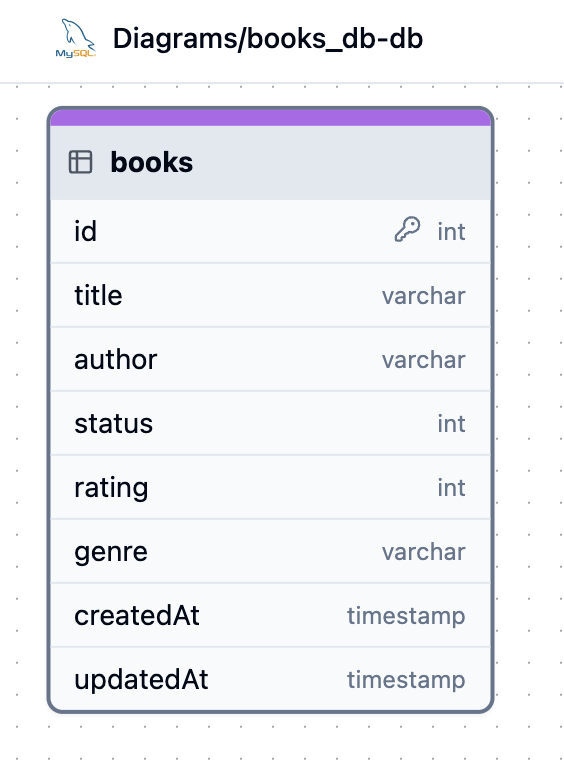 MySQL
Diagrams/books_db-db
books
id int
title varchar
author varchar
status int
rating int
genre varchar
createdAt timestamp
updatedAt timestamp